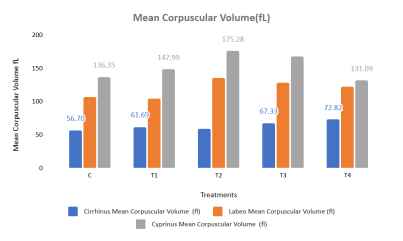 Mean Corpuscular Volume(fL)
Mean Corpuscular Volume fL
200
150
100
50
0
56.70
136.35
61.69
147.99
175.28
67.33
72.82
131.09
C
T1
T2
T3
T4
Treatments
Cirrhinus Mean Corpuscular Volume (fl)
Labeo Mean Corpuscular Volume (fl)
Cyprinus Mean Corpuscular Volume (fl)